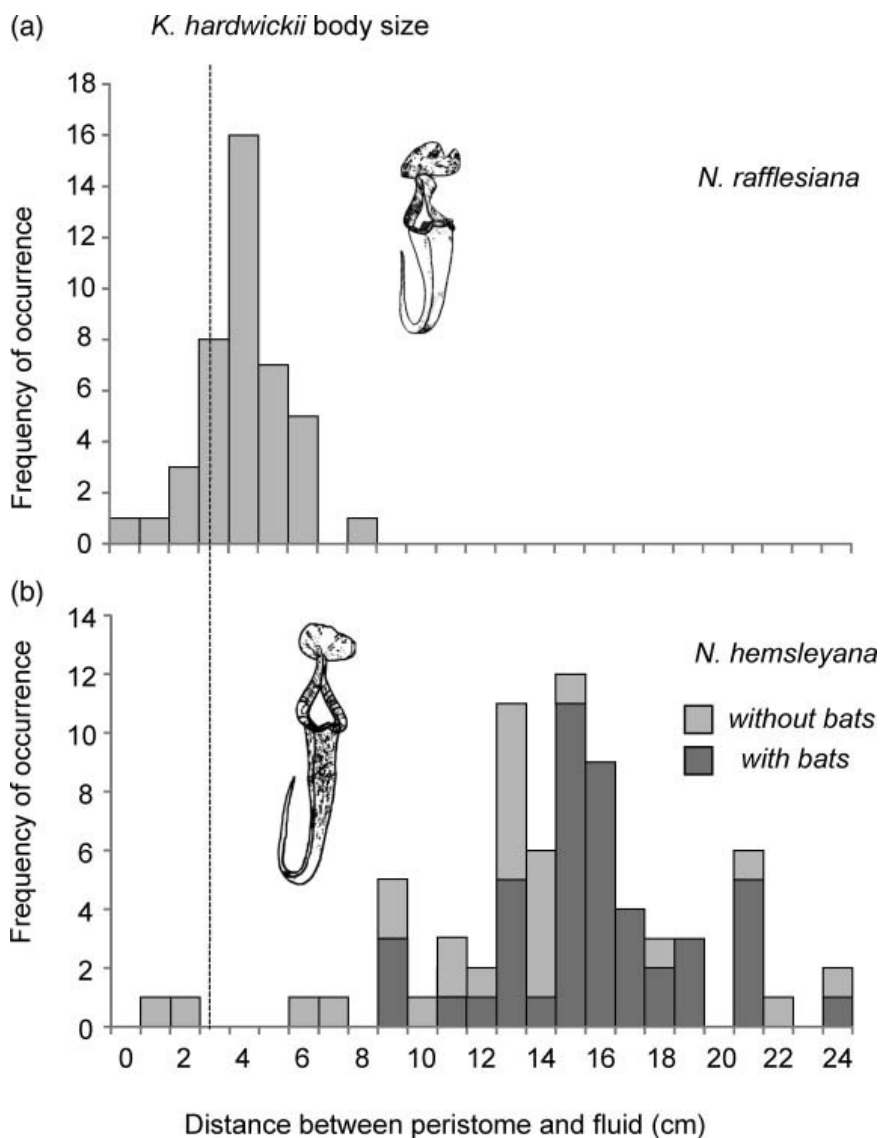 (a)
K. hardwickii body size
18
16
14
12
10
8
6
4
2
0
Frequency of occurrence
N. rafflesiana
(b)
14
12
10
8
6
4
2
0
Frequency of occurrence
N. hemsleyana
without bats
with bats
0 2 4 6 8 10 12 14 16 18 20 22 24
Distance between peristome and fluid (cm)